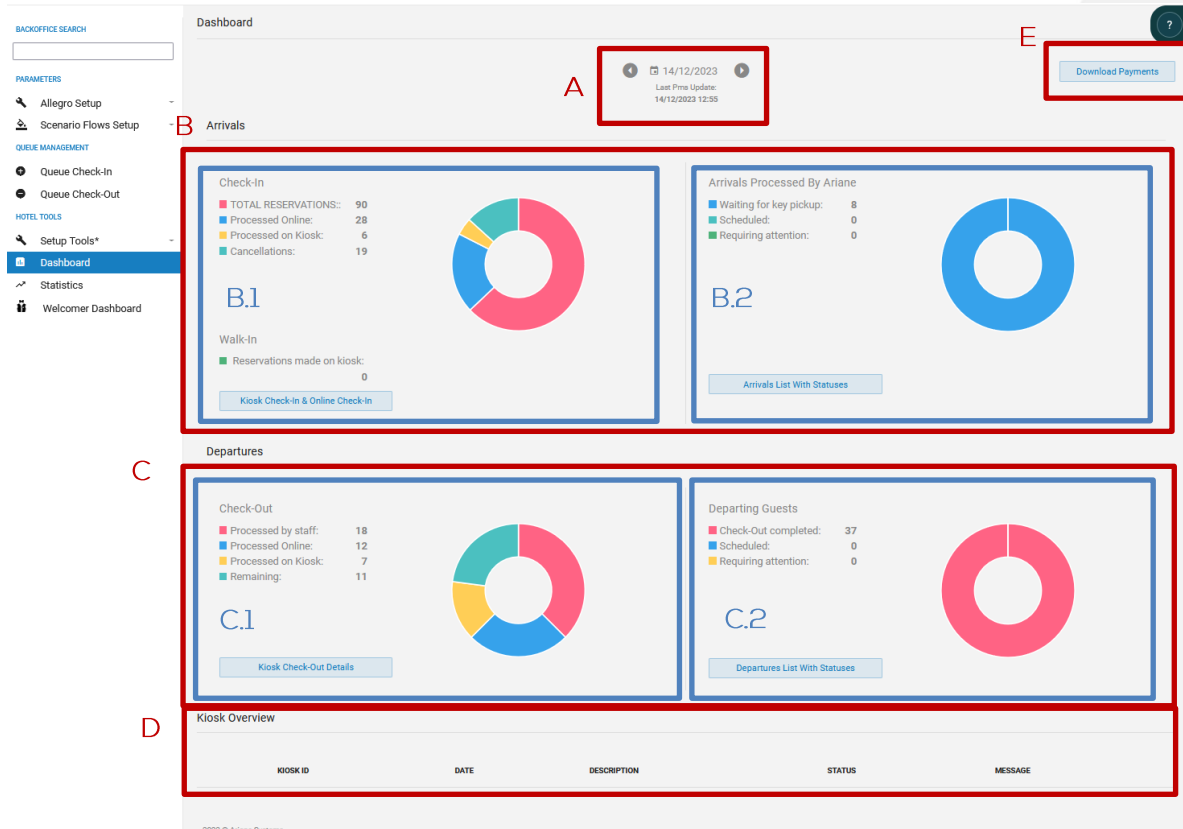 BACKOFFICE SEARCH
PARAMETERS
Allegro Setup
Scenario Flows Setup
QUEUE MANAGEMENT
Queue Check-In
Queue Check-Out
HOTEL TOOLS
Setup Tools*
Dashboard
Statistics
Welcomer Dashboard
Dashboard
?
A
14/12/2023
Last Pms Update:
14/12/2023 12:55
E
Download Payments
B
Arrivals
Check-In
TOTAL RESERVATIONS:: 90
Processed Online: 28
Processed on Kiosk: 6
Cancellations: 19
B.1
Walk-In
Reservations made on kiosk:
0
Kiosk Check-In & Online Check-In
Arrivals Processed By Ariane
Waiting for key pickup: 8
Scheduled: 0
Requiring attention: 0
B.2
Arrivals List With Statuses
Departures
C
Check-Out
Processed by staff: 18
Processed Online: 12
Processed on Kiosk: 7
Remaining: 11
C.1
Kiosk Check-Out Details
Departing Guests
Check-Out completed: 37
Scheduled: 0
Requiring attention: 0
C.2
Departures List With Statuses
D
Kiosk Overview
KIOSK ID DATE DESCRIPTION STATUS MESSAGE